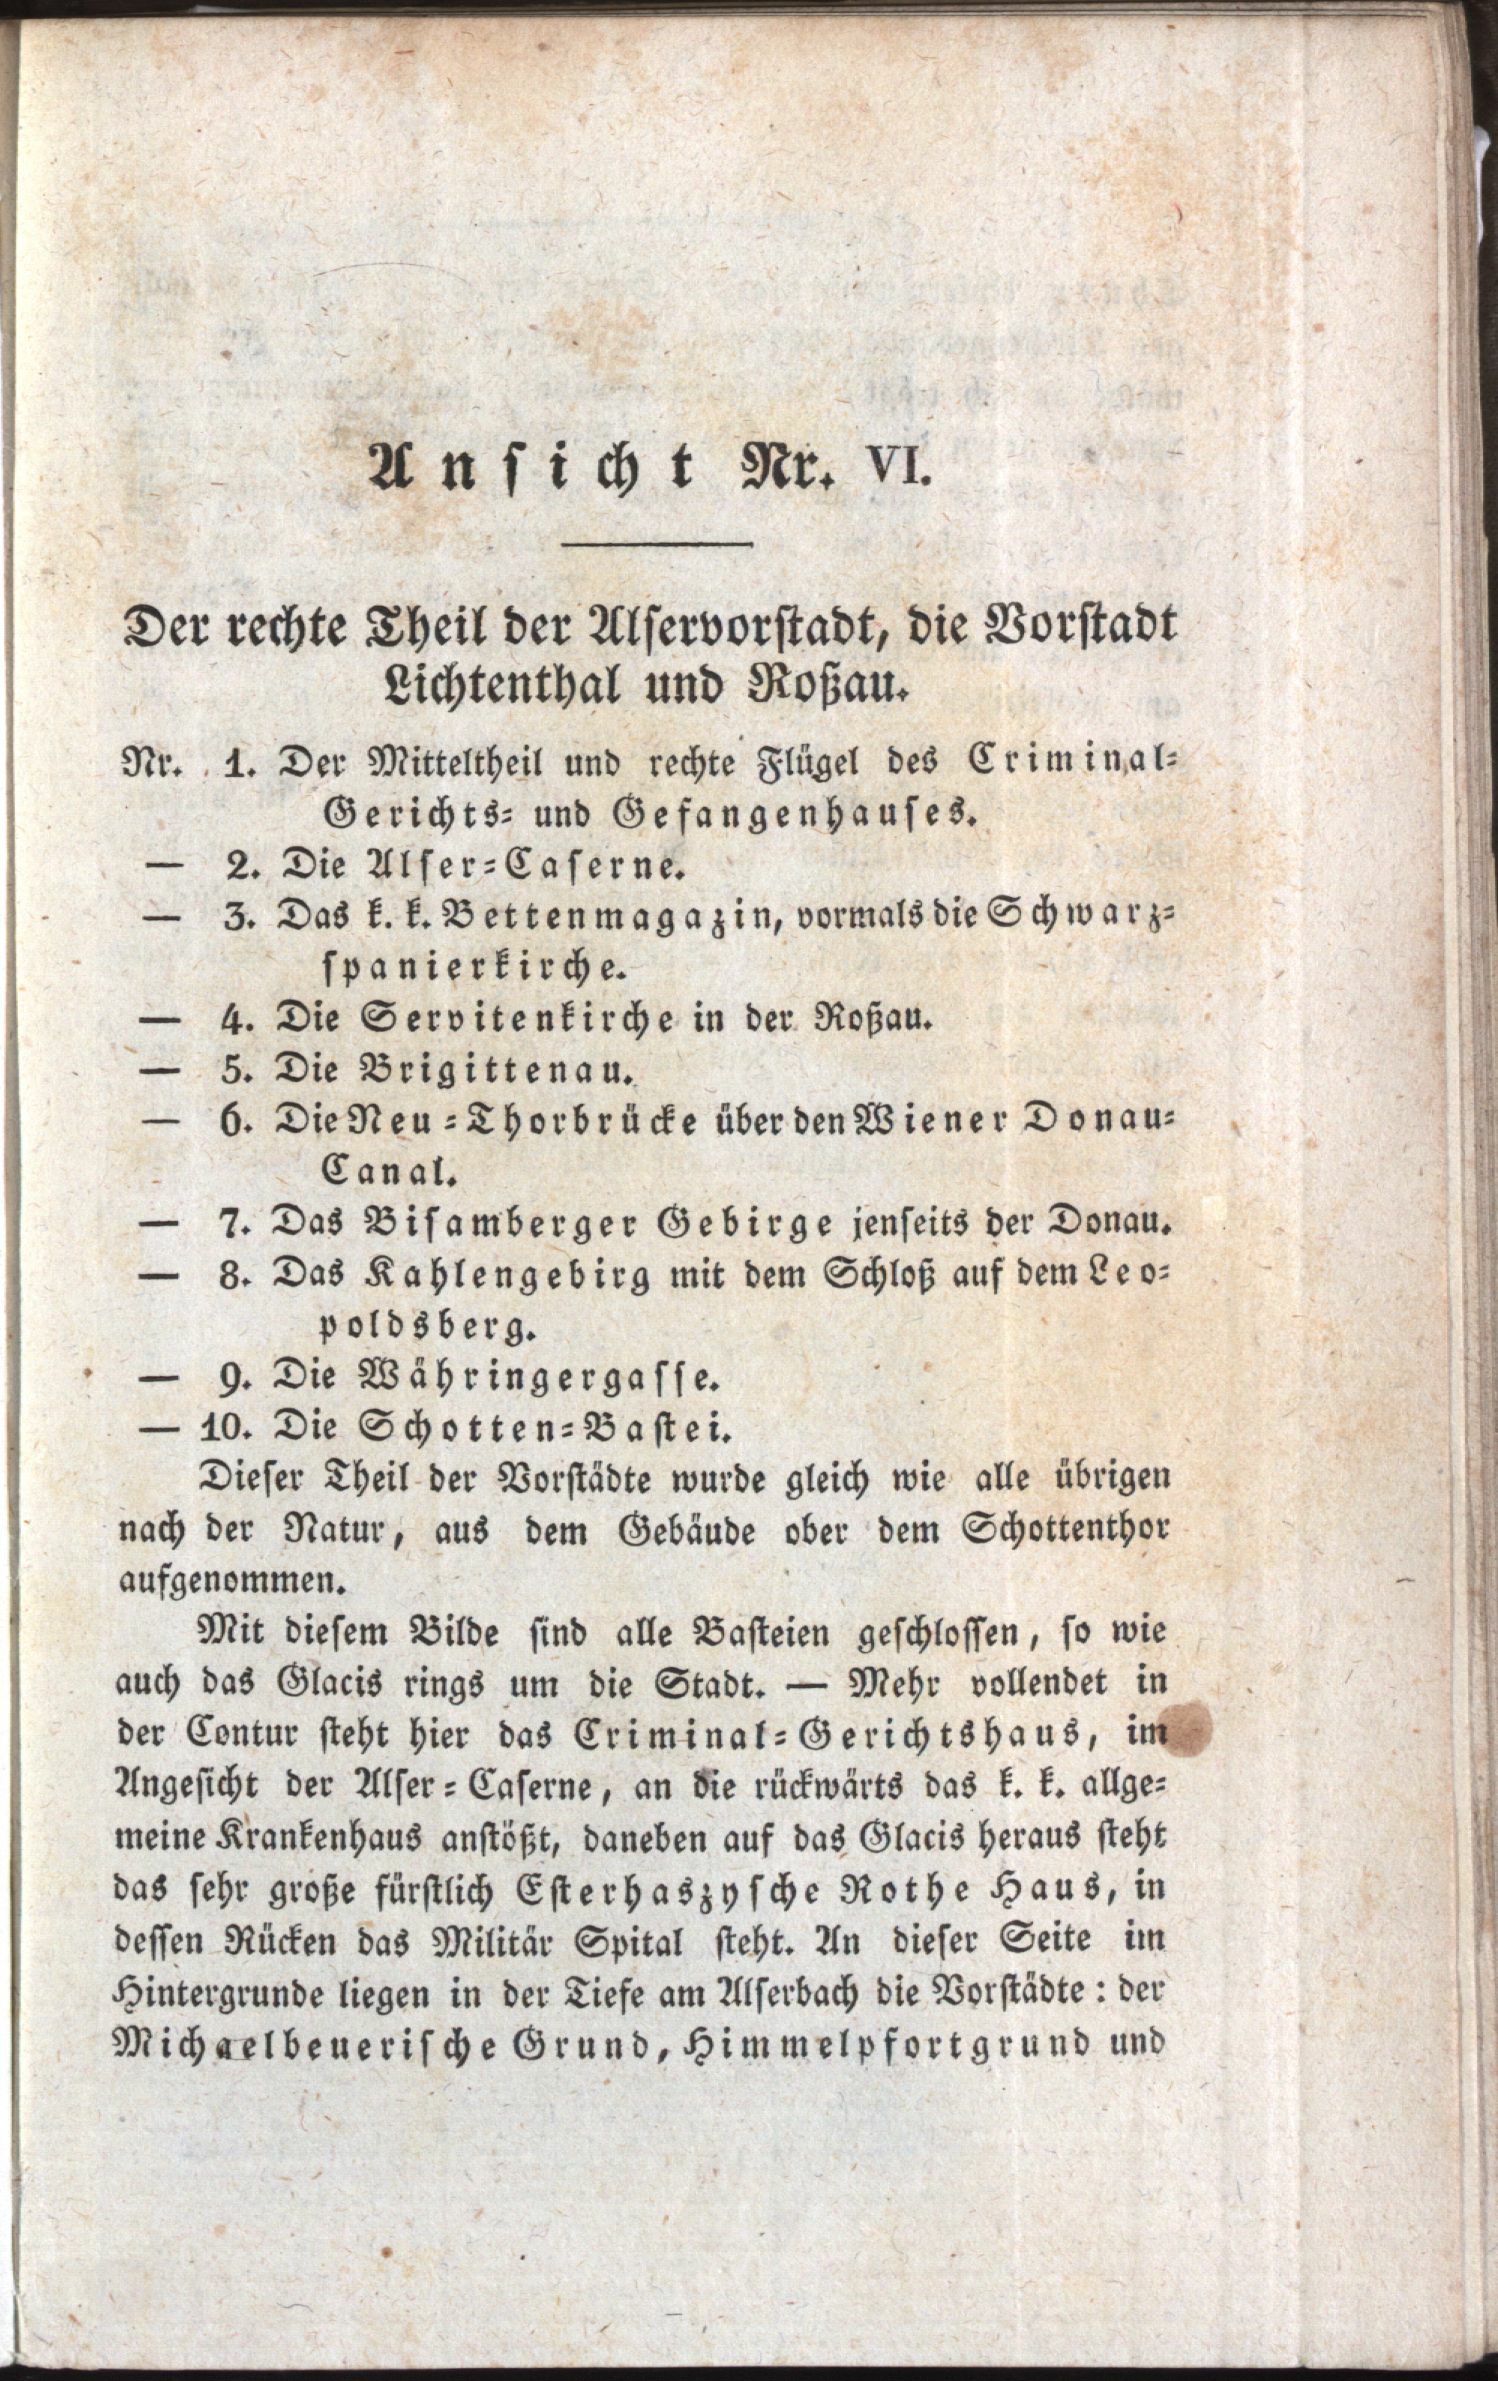 Ansicht Nr. VI.
Der rechte Theil der Alservorstadt, die Vorstadt
Lichtenthal und Roßau.
Nr. 1. Der Mitteltheil und rechte Flügel des Criminal-
Gerichts- und Gefangenhauses.
— 2. Die Alser-Caserne.
— 3. Das k. k. Bettenmagazin, vormals die Schwarz-
spanierkirche.
— 4. Die Servitenkirche in der Roßau.
— 5. Die Brigittenau.
— 6. Die Neu-Thorbrücke über den Wiener Donau-
Canal.
— 7. Das Bisamberger Gebirge jenseits der Donau.
— 8. Das Kahlengebirg mit dem Schloß auf dem Leo-
poldsberg.
— 9. Die Währingergasse.
— 10. Die Schotten-Bastei.
Dieser Theil der Vorstädte wurde gleich wie alle übrigen
nach der Natur, aus dem Gebäude ober dem Schottenthor
aufgenommen.
Mit diesem Bilde sind alle Basteien geschlossen, so wie
auch das Glacis rings um die Stadt. — Mehr vollendet in
der Contur steht hier das Criminal-Gerichtshaus, im
Angesicht der Alser-Caserne, an die rückwärts das k. k. allge-
meine Krankenhaus anstößt, daneben auf das Glacis heraus steht
das sehr große fürstlich Esterhaszysche Rothe Haus, in
dessen Rücken das Militär Spital steht. An dieser Seite im
Hintergrunde liegen in der Tiefe am Alserbach die Vorstädte: der
Michaelbeuerische Grund, Himmelpfortgrund und